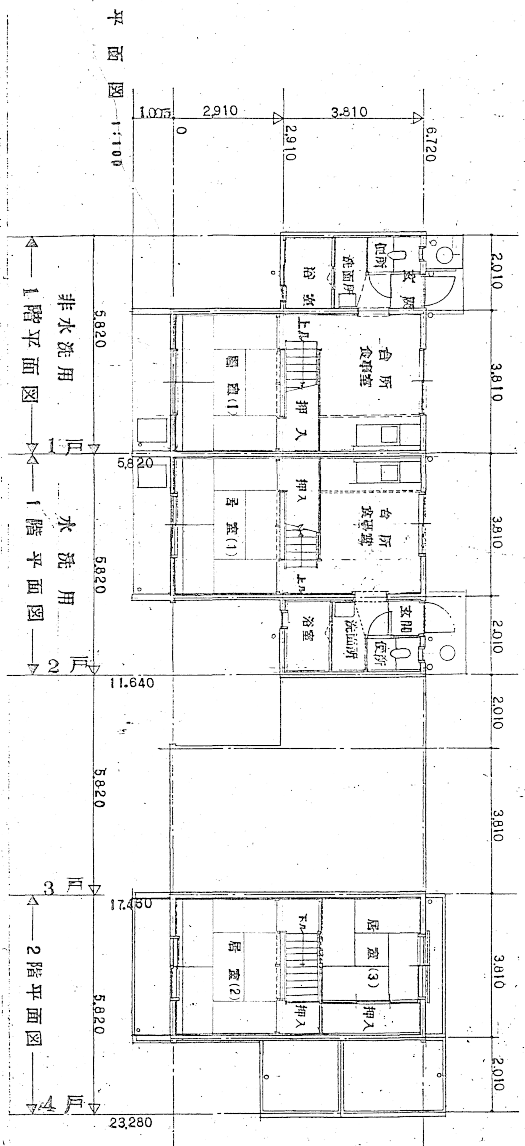 平面図 1:100
1,005
2,910
3,810
0
2,910
6,720
2,010
3,810
3,810
2,010
2,010
3,810
3,810
2,010
便所
玄関
洗面所
浴室
台所
食事室
上ル
押入
居室(1)
押入
台所
食事室
居室(1)
上ル
玄関
便所
洗面所
浴室
居室(3)
下ル
居室(2)
押入
押入
5,820
5,820
5,820
5,820
5,820
11.640
17.460
23,280
非水洗用
1階平面図
水洗用
1階平面図
2階平面図
1戸
2戸
3戸
4戸